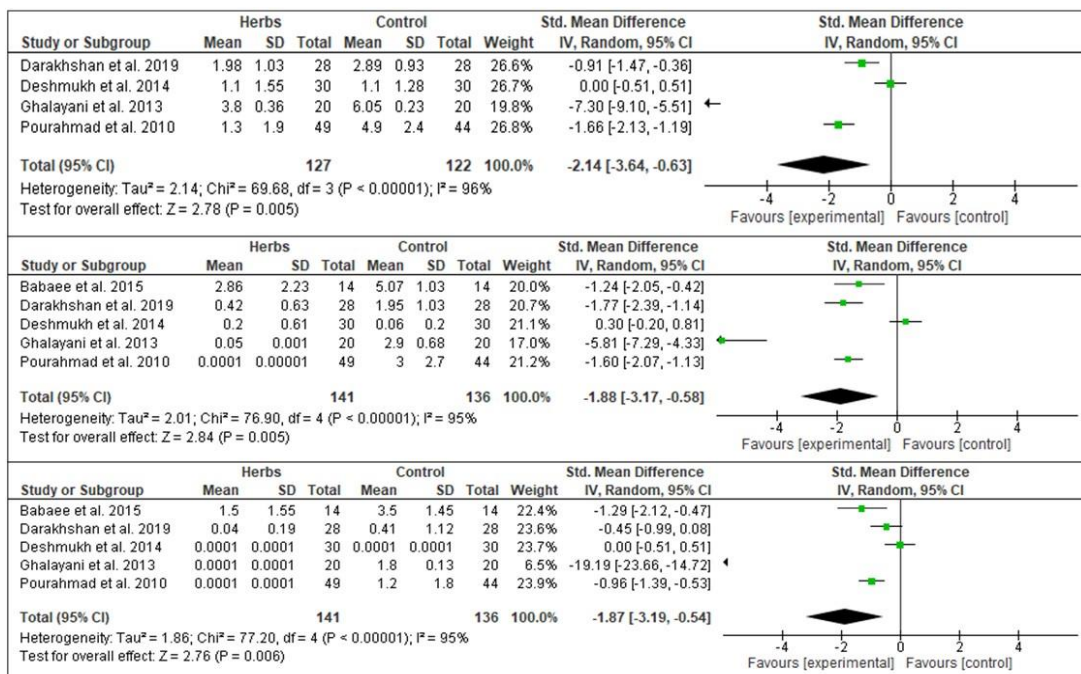 Herbs Control Std. Mean Difference Std. Mean Difference
Study or Subgroup Mean SD Total Mean SD Total Weight IV, Random, 95% CI IV, Random, 95% CI
Darakhshan et al. 2019 1.98 1.03 28 2.89 0.93 28 26.6% -0.91 [-1.47, -0.36]
Deshmukh et al. 2014 1.1 1.55 30 1.1 1.28 30 26.7% 0.00 [-0.51, 0.51]
Ghalayani et al. 2013 3.8 0.36 20 6.05 0.23 20 19.8% -7.30 [-9.10, -5.51]
Pourahmad et al. 2010 1.3 1.9 49 4.9 2.4 44 26.8% -1.66 [-2.13, -1.19]
Total (95% CI) 127 122 100.0% -2.14 [-3.64, -0.63]
Heterogeneity: Tau² = 2.14; Chi² = 69.68, df = 3 (P < 0.00001); I² = 96%
Test for overall effect: Z = 2.78 (P = 0.005)
-4 -2 0 2 4
Favours [experimental] Favours [control]
Herbs Control Std. Mean Difference Std. Mean Difference
Study or Subgroup Mean SD Total Mean SD Total Weight IV, Random, 95% CI IV, Random, 95% CI
Babaee et al. 2015 2.86 2.23 14 5.07 1.03 14 20.0% -1.24 [-2.05, -0.42]
Darakhshan et al. 2019 0.42 0.63 28 1.95 1.03 28 20.7% -1.77 [-2.39, -1.14]
Deshmukh et al. 2014 0.2 0.61 30 0.06 0.2 30 21.1% 0.30 [-0.20, 0.81]
Ghalayani et al. 2013 0.05 0.001 20 2.9 0.68 20 17.0% -5.81 [-7.29, -4.33]
Pourahmad et al. 2010 0.0001 0.00001 49 3 2.7 44 21.2% -1.60 [-2.07, -1.13]
Total (95% CI) 141 136 100.0% -1.88 [-3.17, -0.58]
Heterogeneity: Tau² = 2.01; Chi² = 76.90, df = 4 (P < 0.00001); I² = 95%
Test for overall effect: Z = 2.84 (P = 0.005)
-4 -2 0 2 4
Favours [experimental] Favours [control]
Herbs Control Std. Mean Difference Std. Mean Difference
Study or Subgroup Mean SD Total Mean SD Total Weight IV, Random, 95% CI IV, Random, 95% CI
Babaee et al. 2015 1.5 1.55 14 3.5 1.45 14 22.4% -1.29 [-2.12, -0.47]
Darakhshan et al. 2019 0.04 0.19 28 0.41 1.12 28 23.6% -0.45 [-0.99, 0.08]
Deshmukh et al. 2014 0.0001 0.0001 30 0.0001 0.0001 30 23.7% 0.00 [-0.51, 0.51]
Ghalayani et al. 2013 0.0001 0.0001 20 1.8 0.13 20 6.5% -19.19 [-23.66, -14.72]
Pourahmad et al. 2010 0.0001 0.0001 49 1.2 1.8 44 23.9% -0.96 [-1.39, -0.53]
Total (95% CI) 141 136 100.0% -1.87 [-3.19, -0.54]
Heterogeneity: Tau² = 1.86; Chi² = 77.20, df = 4 (P < 0.00001); I² = 95%
Test for overall effect: Z = 2.76 (P = 0.006)
-4 -2 0 2 4
Favours [experimental] Favours [control]